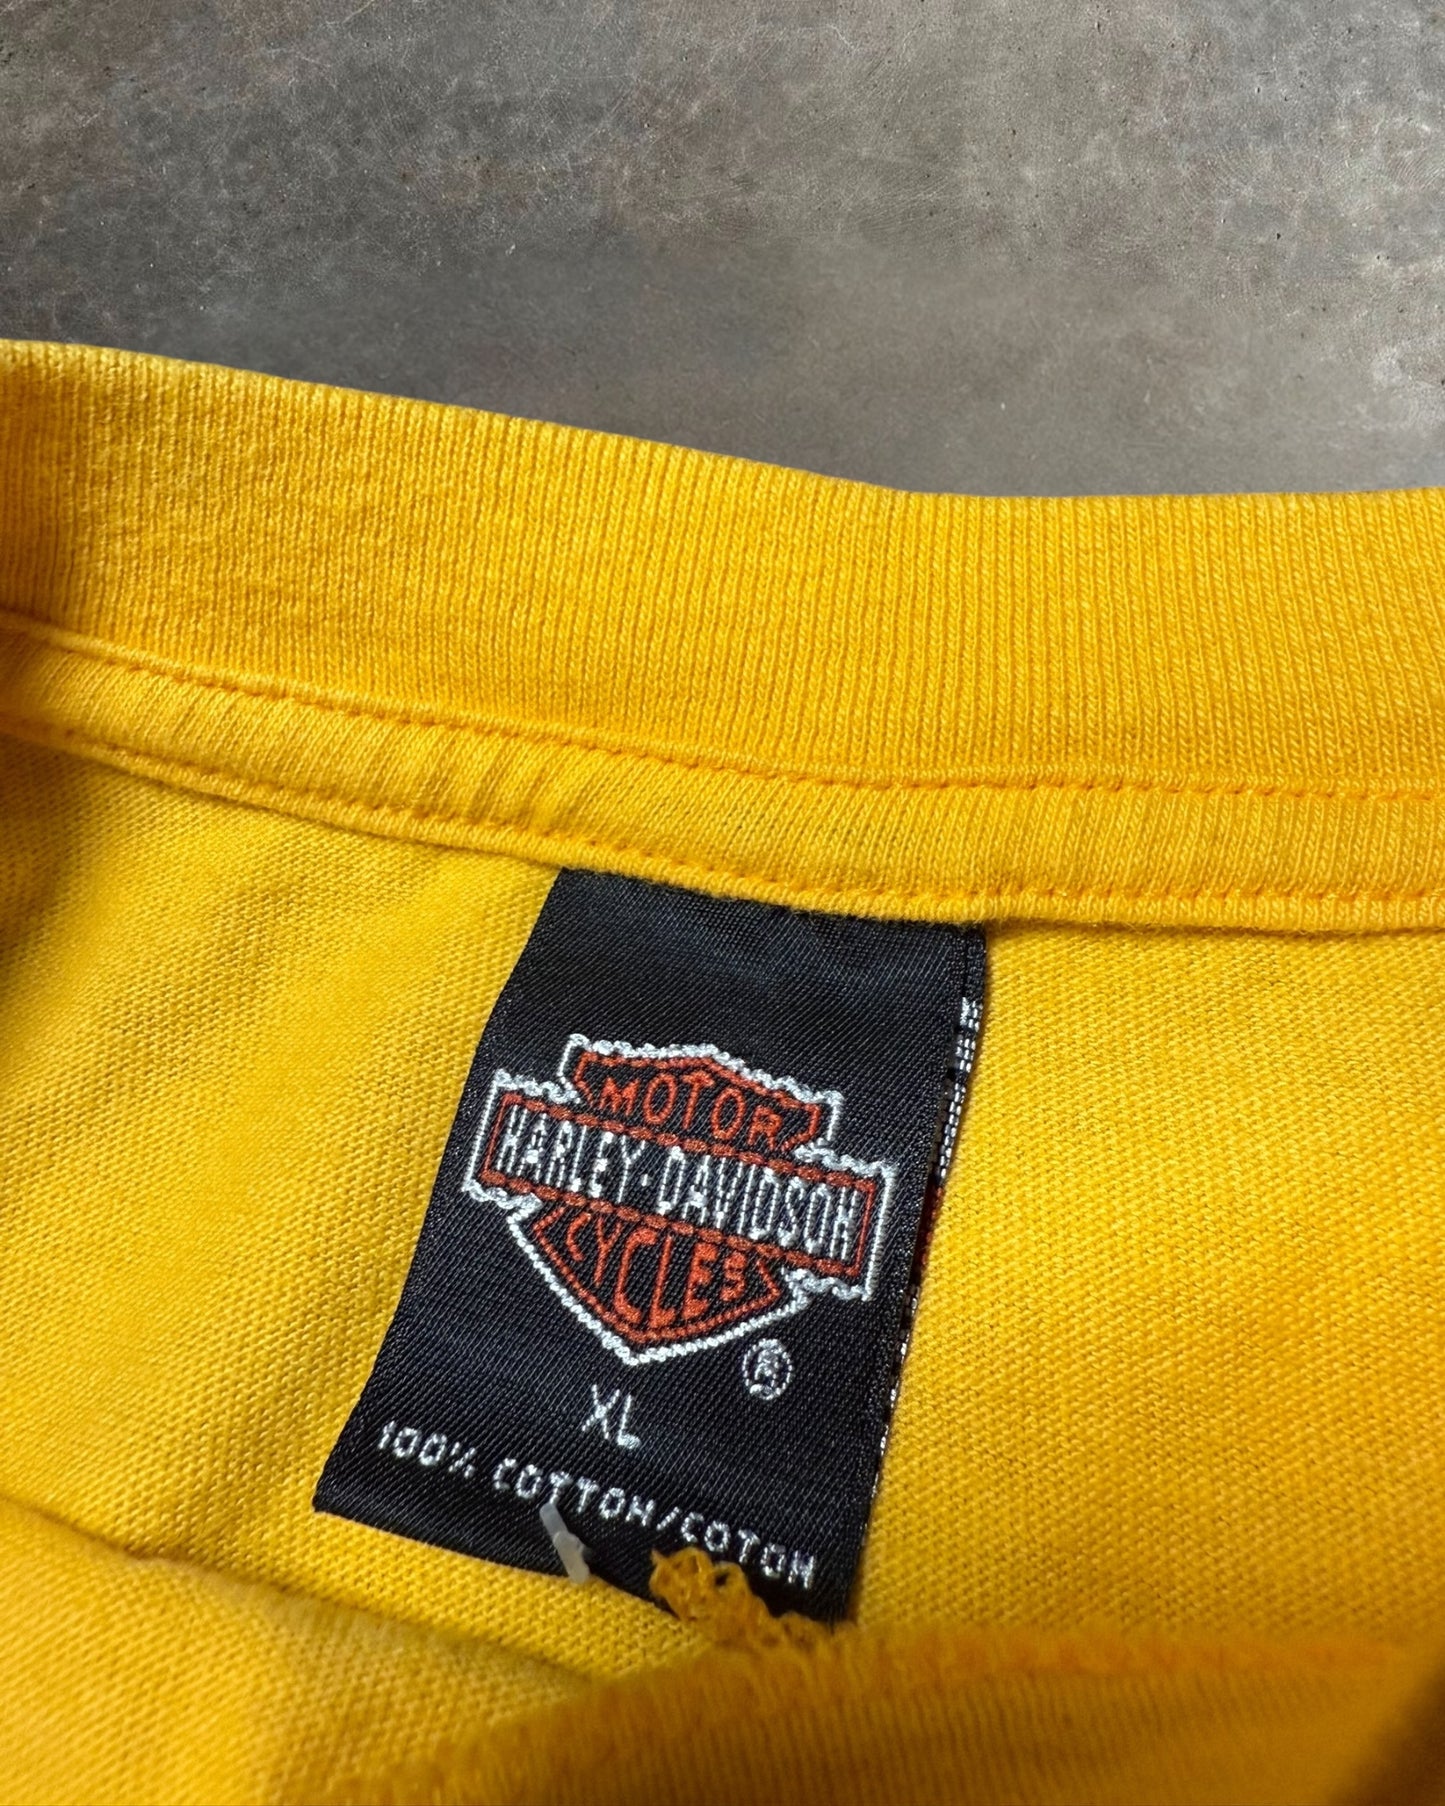 MOTOR
HARLEY-DAVIDSON
CYCLES
®
XL
100% COTTON/COTON